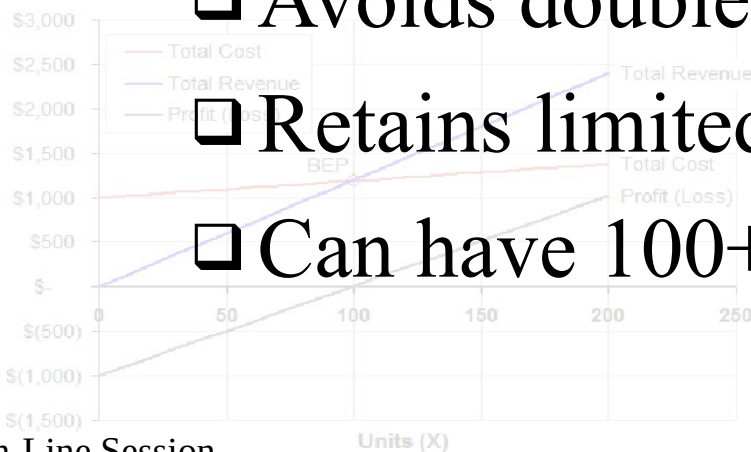 $3,000
❑ Avoids double
Total Cost
$2,500
Total Revenue
Total Revenue
$2,000
Profit (Loss)
❑ Retains limited
$1,500
BEP
Total Cost
$1,000
Profit (Loss)
$500
❑ Can have 100+
$-
0 50 100 150 200 250
$(500)
$(1,000)
$(1,500)
Line Session
Units (X)